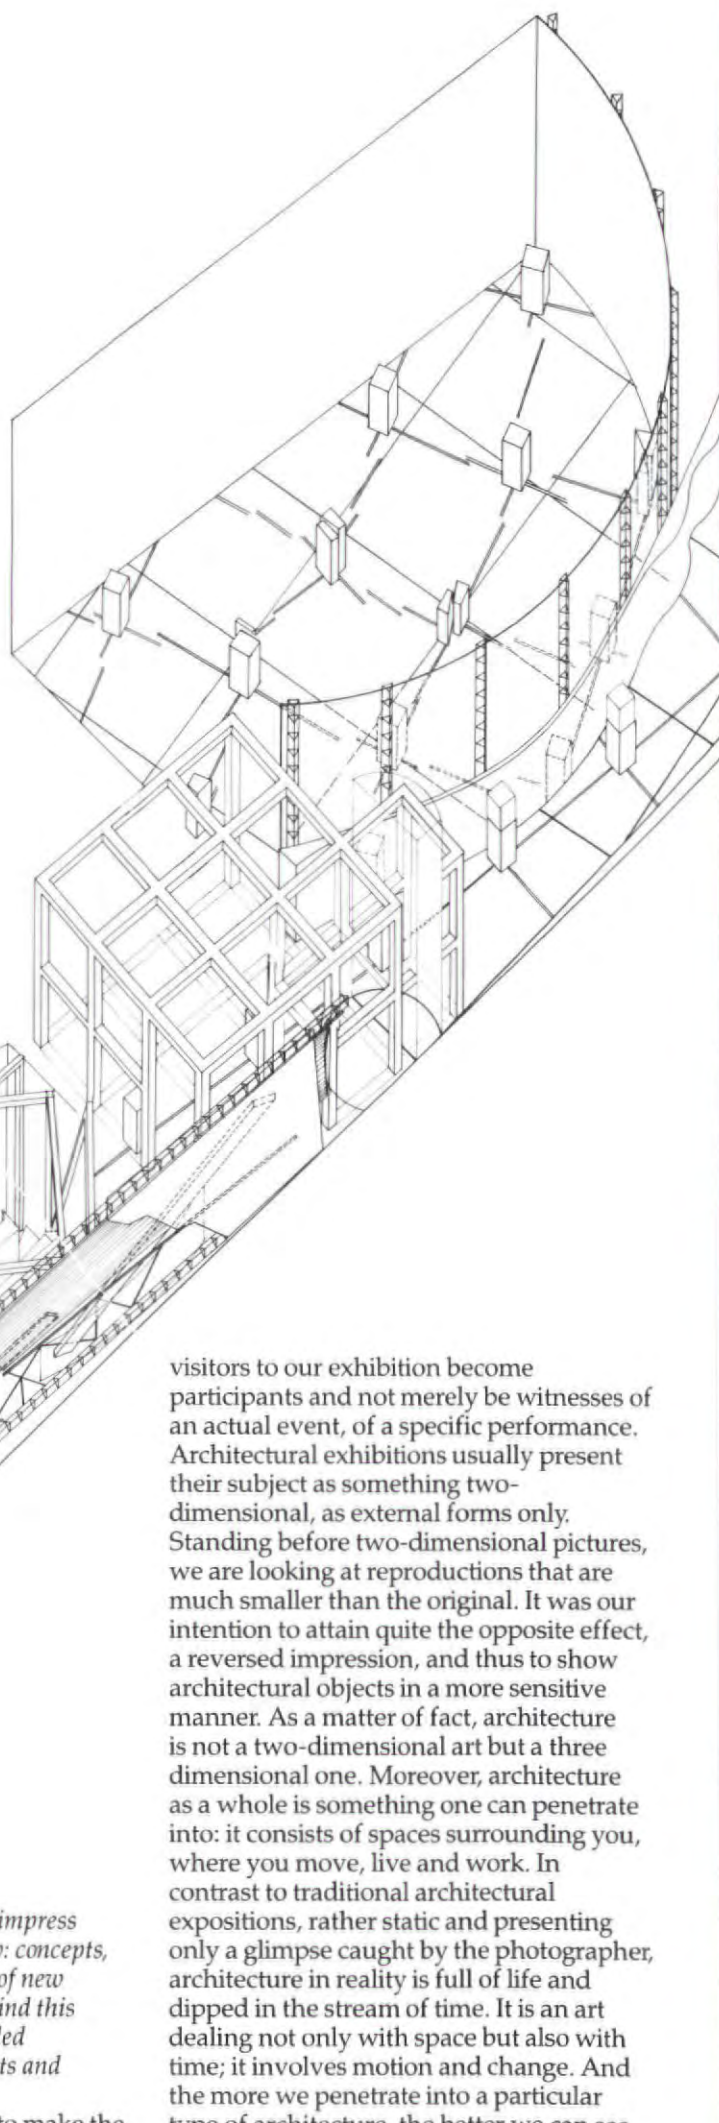 impress
: concepts,
of new
ind this
led
ts and
to make the
visitors to our exhibition become
participants and not merely be witnesses of
an actual event, of a specific performance.
Architectural exhibitions usually present
their subject as something two-
dimensional, as external forms only.
Standing before two-dimensional pictures,
we are looking at reproductions that are
much smaller than the original. It was our
intention to attain quite the opposite effect,
a reversed impression, and thus to show
architectural objects in a more sensitive
manner. As a matter of fact, architecture
is not a two-dimensional art but a three
dimensional one. Moreover, architecture
as a whole is something one can penetrate
into: it consists of spaces surrounding you,
where you move, live and work. In
contrast to traditional architectural
expositions, rather static and presenting
only a glimpse caught by the photographer,
architecture in reality is full of life and
dipped in the stream of time. It is an art
dealing not only with space but also with
time; it involves motion and change. And
the more we penetrate into a particular
type of architecture, the better we can see